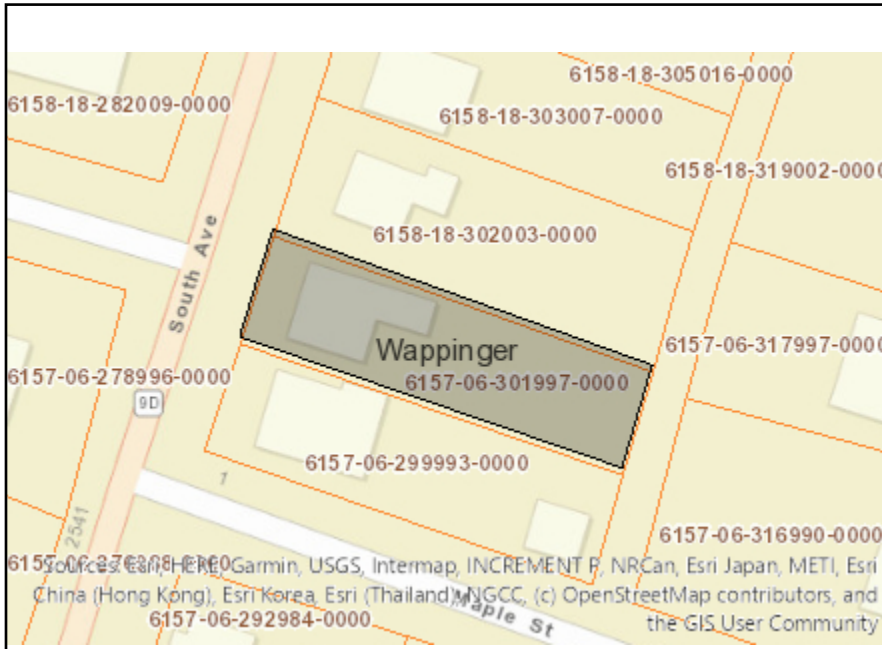 6158-18-305016-0000
6158-18-282009-0000
6158-18-303007-0000
6158-18-319002-0000
South Ave
6158-18-302003-0000
Wappinger
6157-06-317997-0000
6157-06-278996-0000
6157-06-301997-0000
9D
6157-06-299993-0000
1
2541
6157-06-316990-0000
Sources: Esri, HERE, Garmin, USGS, Intermap, INCREMENT P, NRCan, Esri Japan, METI, Esri
China (Hong Kong), Esri Korea, Esri (Thailand), NGCC, (c) OpenStreetMap contributors, and
Maple St
6157-06-292984-0000
the GIS User Community